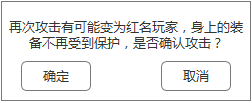 再次攻击有可能变为红名玩家，身上的装
备不再受到保护，是否确认攻击？
确定
取消